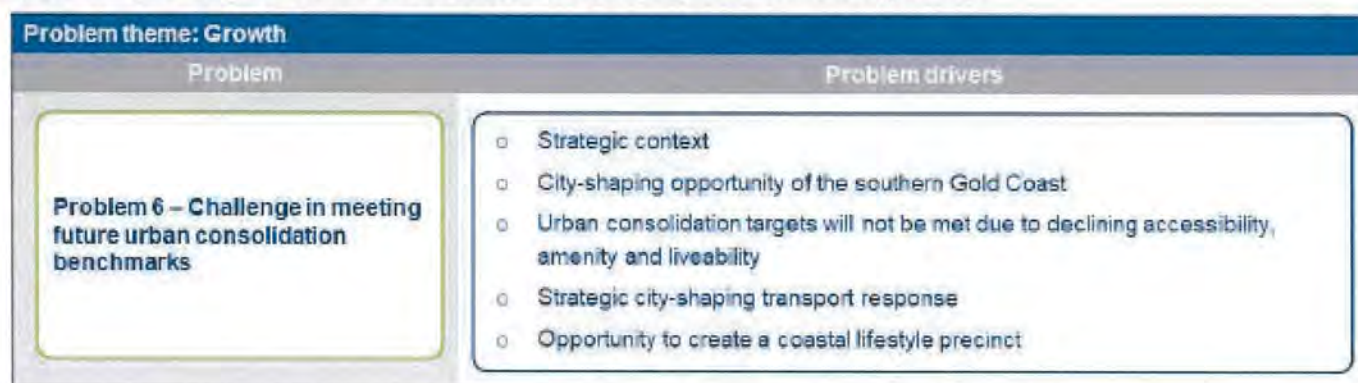 Problem theme: Growth
Problem
Problem drivers
Problem 6 – Challenge in meeting
future urban consolidation
benchmarks
o Strategic context
o City-shaping opportunity of the southern Gold Coast
o Urban consolidation targets will not be met due to declining accessibility,
amenity and liveability
o Strategic city-shaping transport response
o Opportunity to create a coastal lifestyle precinct